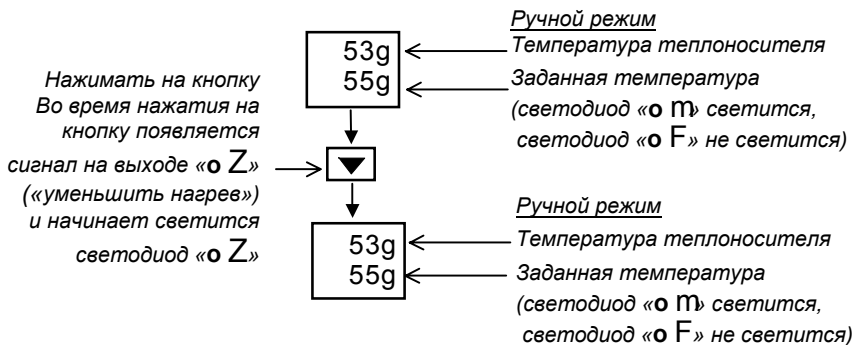 Ручной режим
53g
Температура теплоносителя
55g
Заданная температура
(светодиод «o m» светится,
светодиод «o F» не светится)
Нажимать на кнопку
Во время нажатия на
кнопку появляется
сигнал на выходе «o Z»
(«уменьшить нагрев»)
и начинает светится
светодиод «o Z»
Ручной режим
53g
Температура теплоносителя
55g
Заданная температура
(светодиод «o m» светится,
светодиод «o F» не светится)